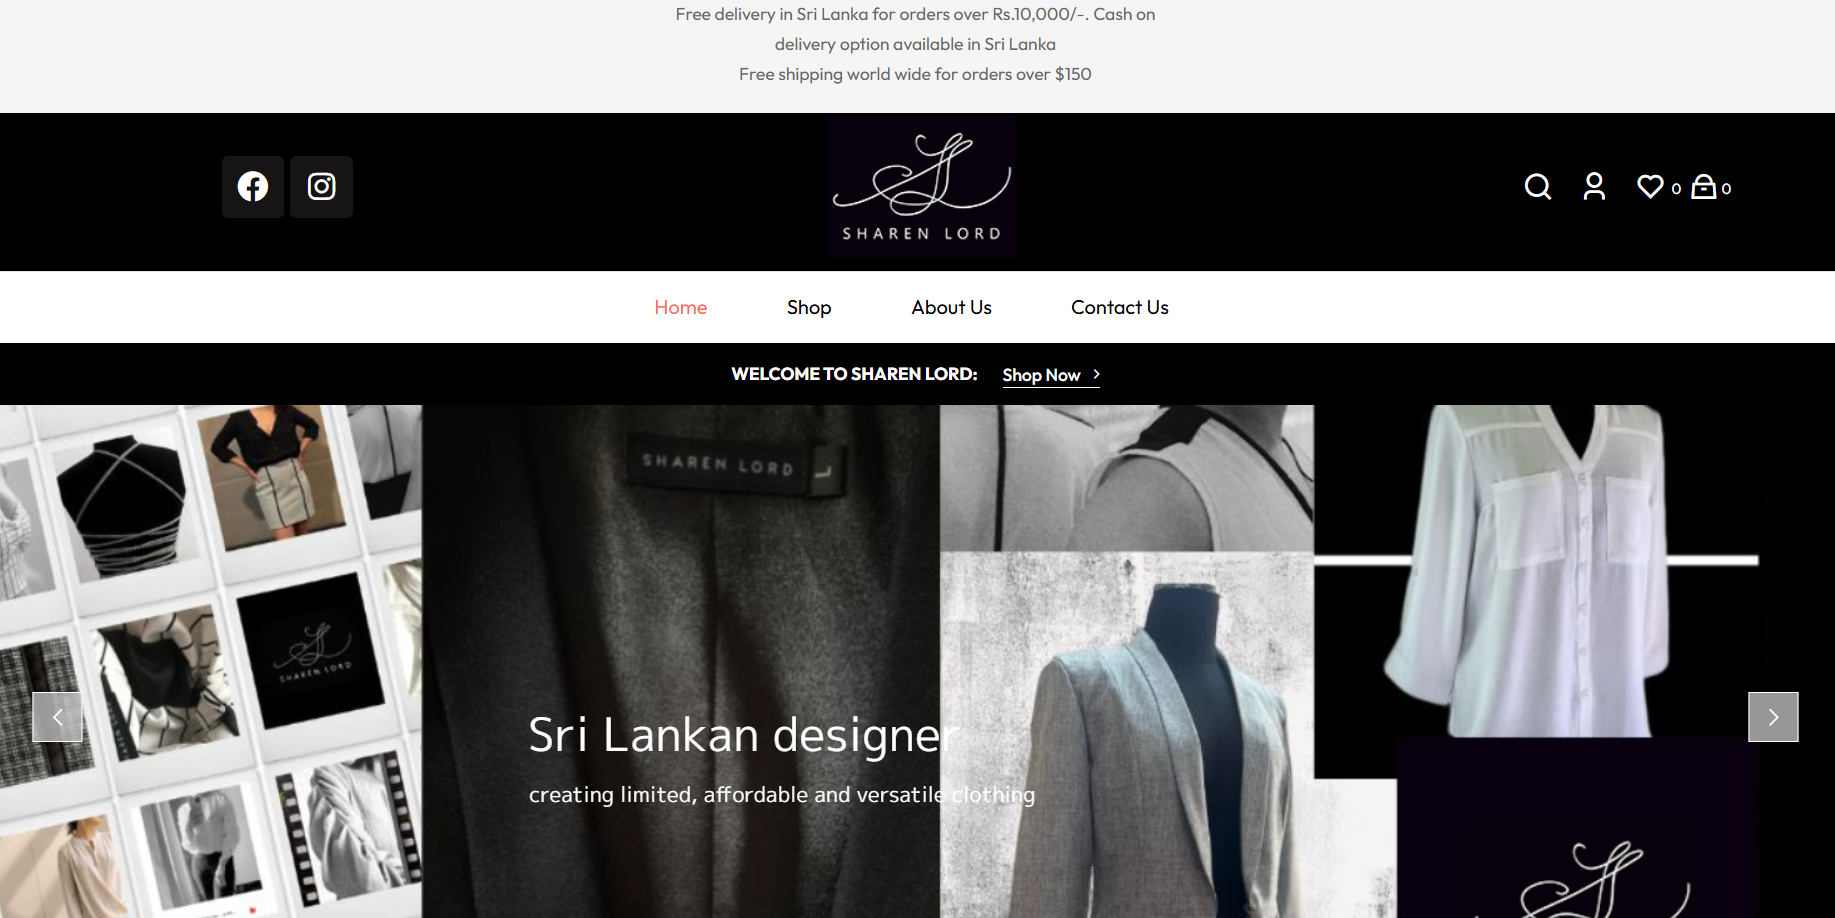 Free delivery in Sri Lanka for orders over Rs.10,000/-. Cash on
delivery option available in Sri Lanka
Free shipping world wide for orders over $150
SHAREN LORD
0
0
Home
Shop
About Us
Contact Us
WELCOME TO SHAREN LORD:
Shop Now
SHAREN LORD
L
SHAREN LORD
Sri Lankan designer
creating limited, affordable and versatile clothing